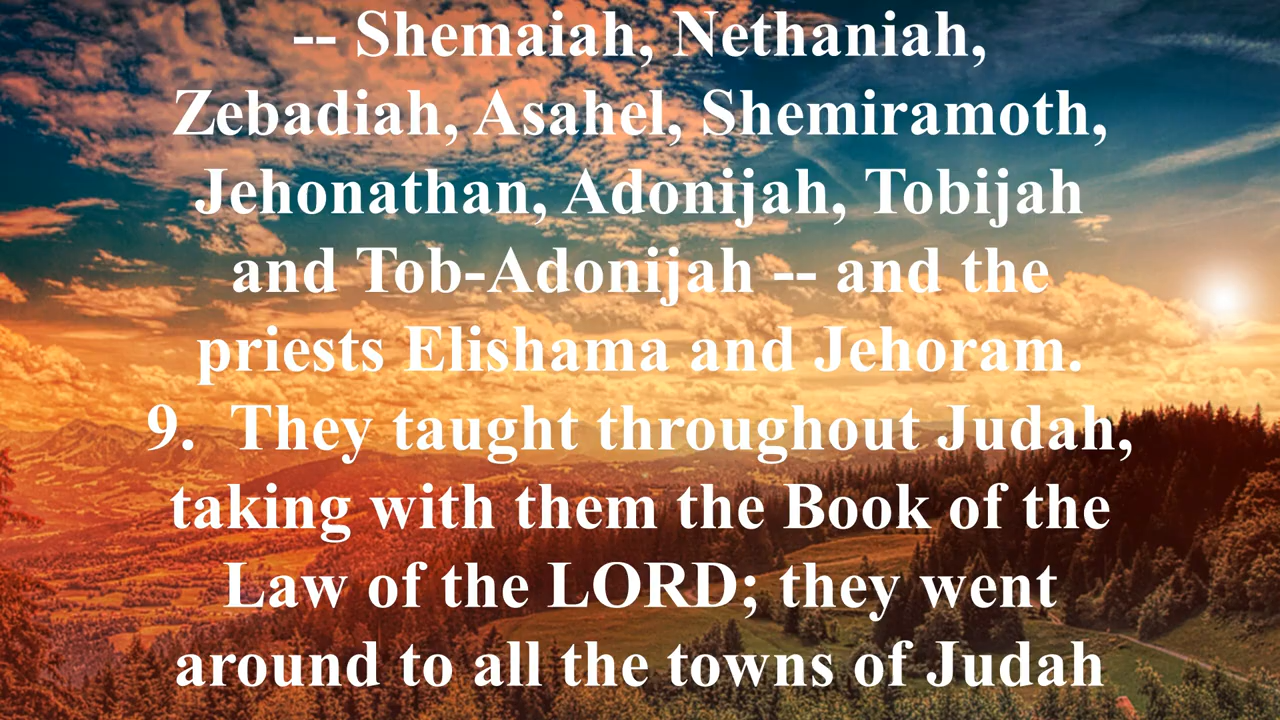 -- Shemaiah, Nethaniah,
Zebadiah, Asahel, Shemiramoth,
Jehonathan, Adonijah, Tobijah
and Tob-Adonijah -- and the
priests Elishama and Jehoram.
9.  They taught throughout Judah,
taking with them the Book of the
Law of the LORD; they went
around to all the towns of Judah